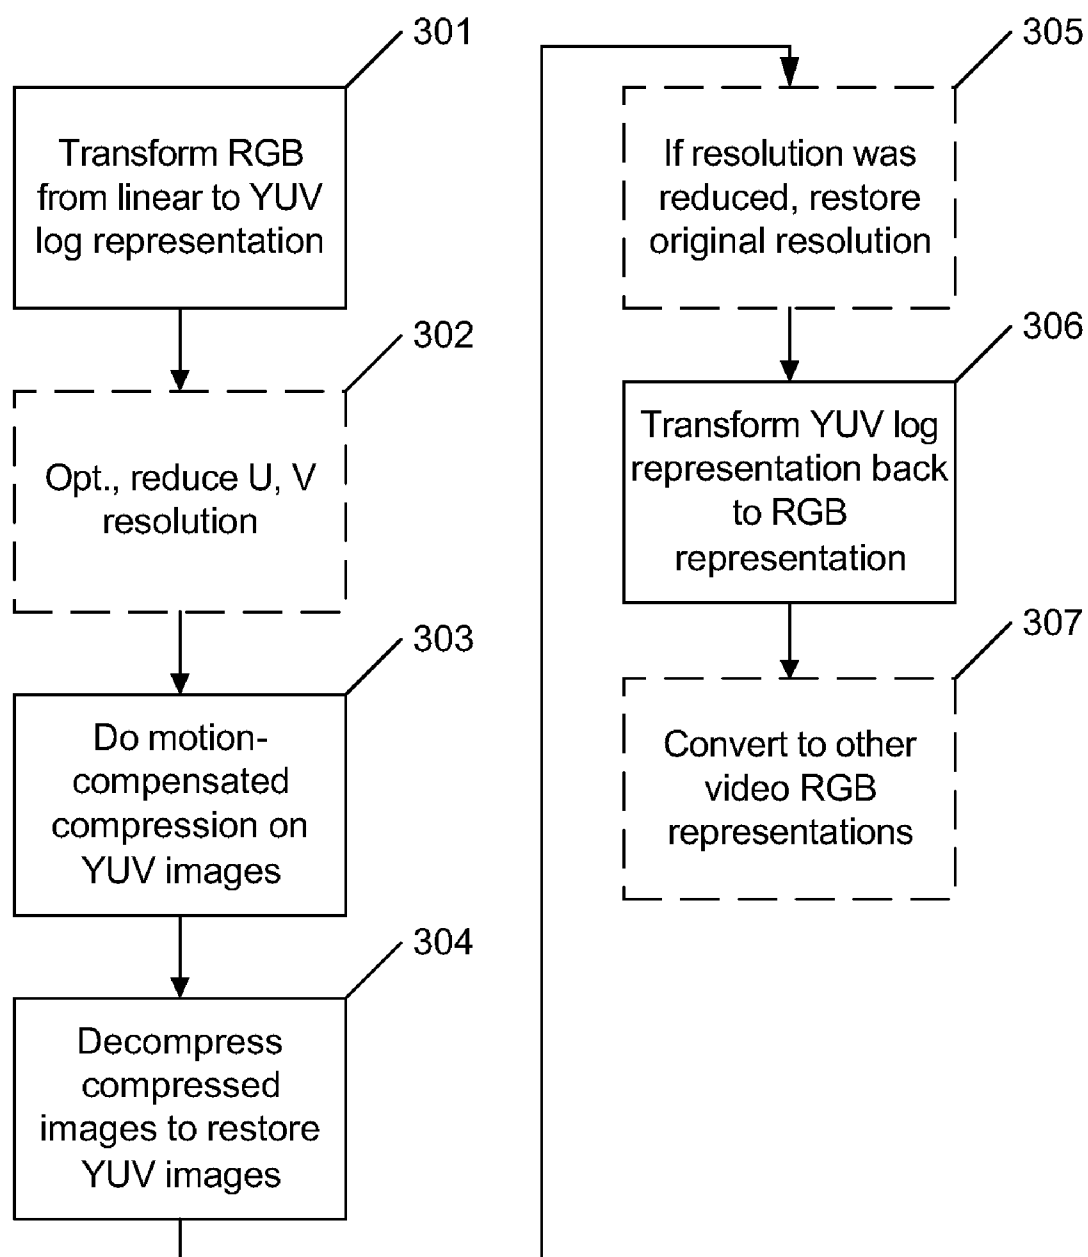 301
Transform RGB
from linear to YUV
log representation
302
Opt., reduce U, V
resolution
303
Do motion-
compensated
compression on
YUV images
304
Decompress
compressed
images to restore
YUV images
305
If resolution was
reduced, restore
original resolution
306
Transform YUV log
representation back
to RGB
representation
307
Convert to other
video RGB
representations